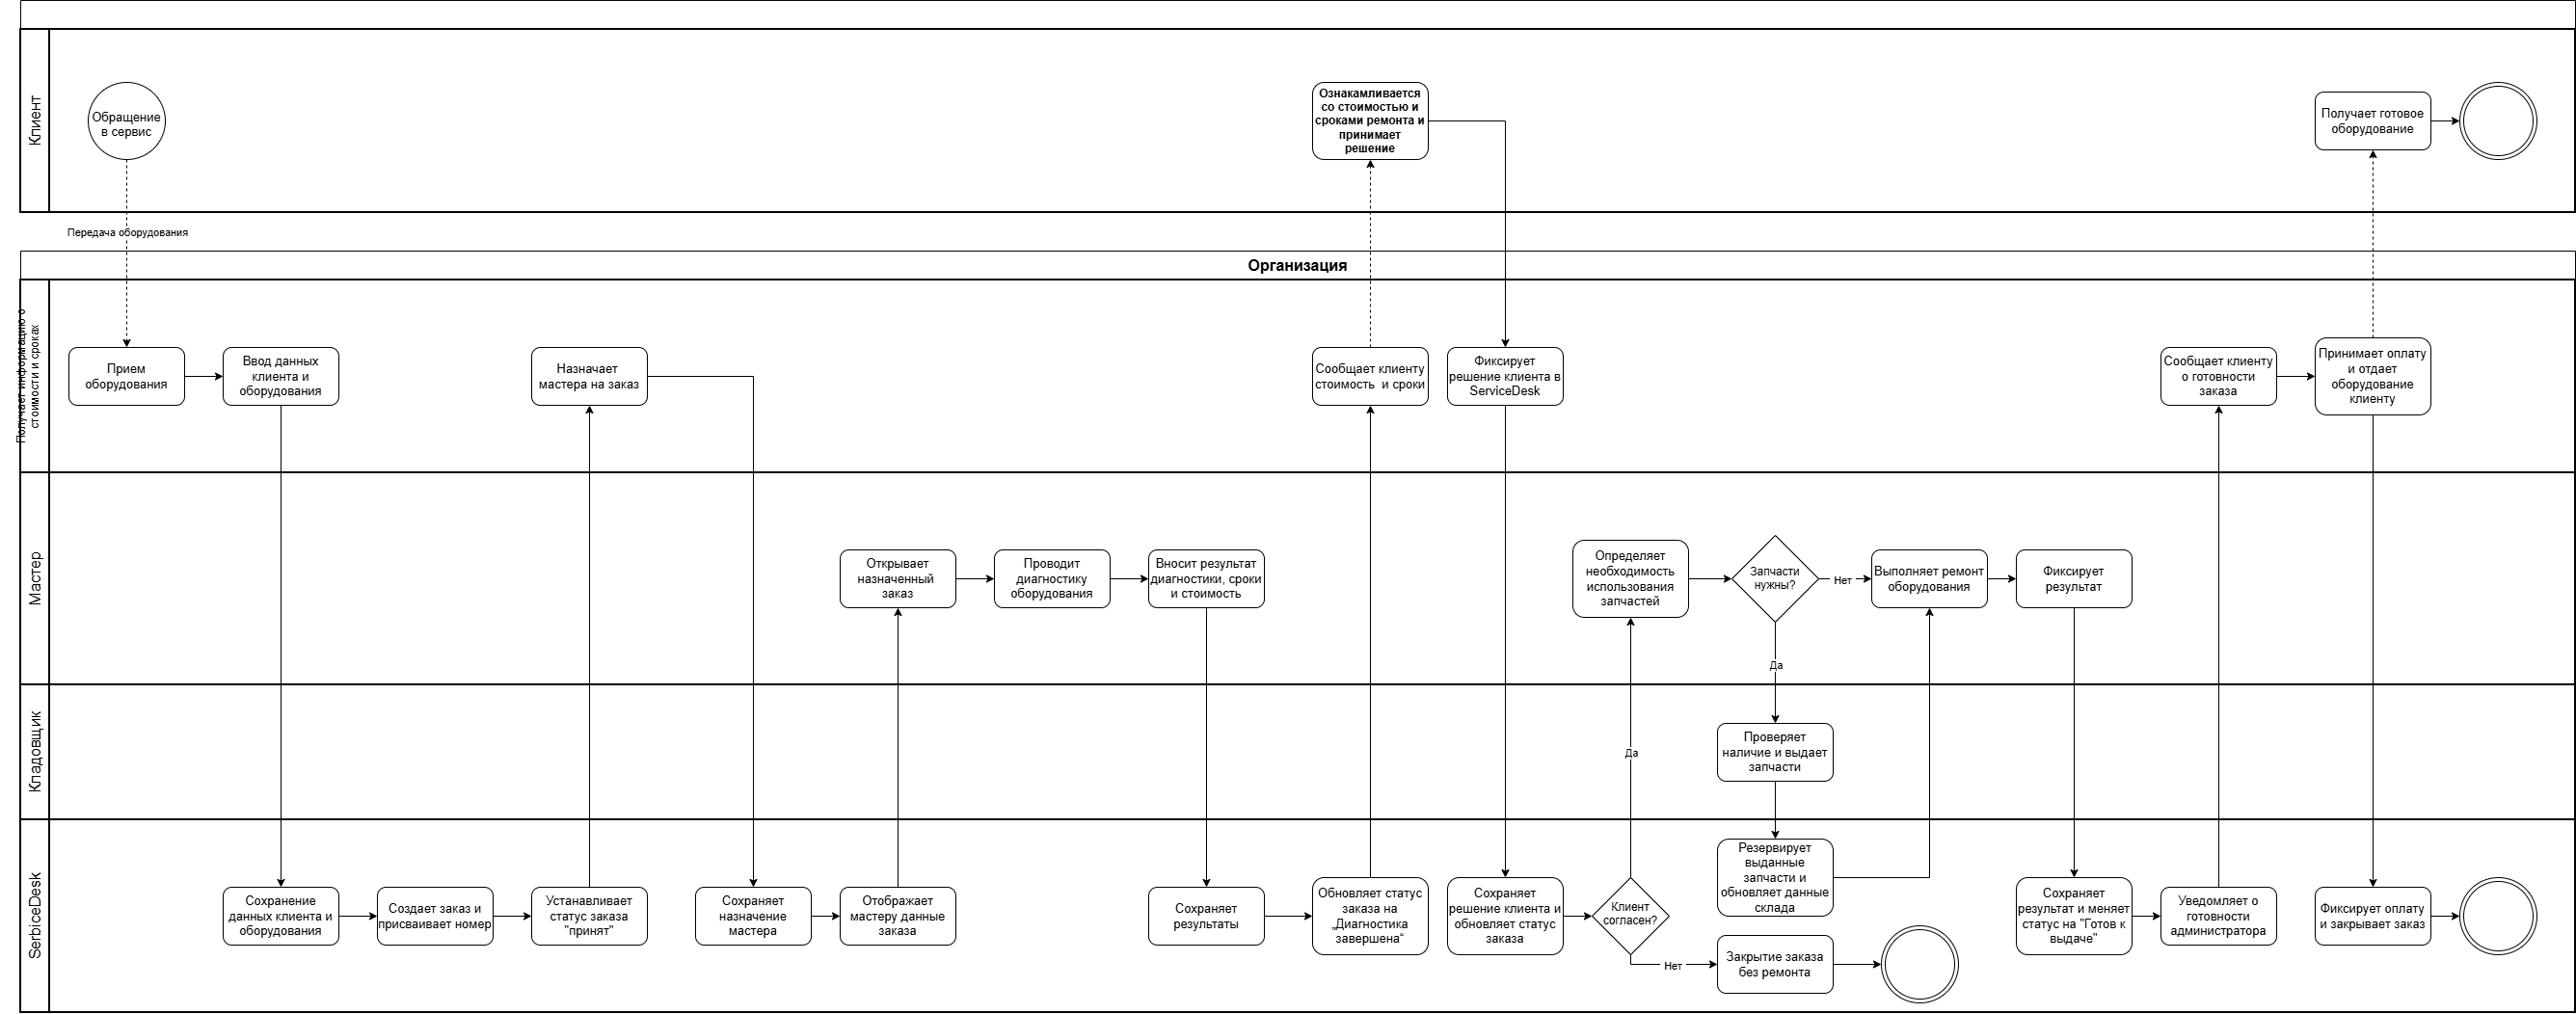 Клиент
Обращение
в сервис
Передача оборудования
Ознакамливается
со стоимостью и
сроками ремонта и
принимает
решение
Получает готовое
оборудование
Организация
Получает информацию о
стоимости и сроках
Прием
оборудования
Ввод данных
клиента и
оборудования
Назначает
мастера на заказ
Сообщает клиенту
стоимость  и сроки
Фиксирует
решение клиента в
ServiceDesk
Сообщает клиенту
о готовности
заказа
Принимает оплату
и отдает
оборудование
клиенту
Мастер
Открывает
назначенный
заказ
Проводит
диагностику
оборудования
Вносит результат
диагностики, сроки
и стоимость
Определяет
необходимость
использования
запчастей
Запчасти
нужны?
Нет
Да
Выполняет ремонт
оборудования
Фиксирует
результат
Кладовщик
Да
Проверяет
наличие и выдает
запчасти
SerbiceDesk
Сохранение
данных клиента и
оборудования
Создает заказ и
присваивает номер
Устанавливает
статус заказа
"принят"
Сохраняет
назначение
мастера
Отображает
мастеру данные
заказа
Сохраняет
результаты
Обновляет статус
заказа на
„Диагностика
завершена“
Сохраняет
решение клиента и
обновляет статус
заказа
Клиент
согласен?
Нет
Резервирует
выданные
запчасти и
обновляет данные
склада
Закрытие заказа
без ремонта
Сохраняет
результат и меняет
статус на "Готов к
выдаче"
Уведомляет о
готовности
администратора
Фиксирует оплату
и закрывает заказ